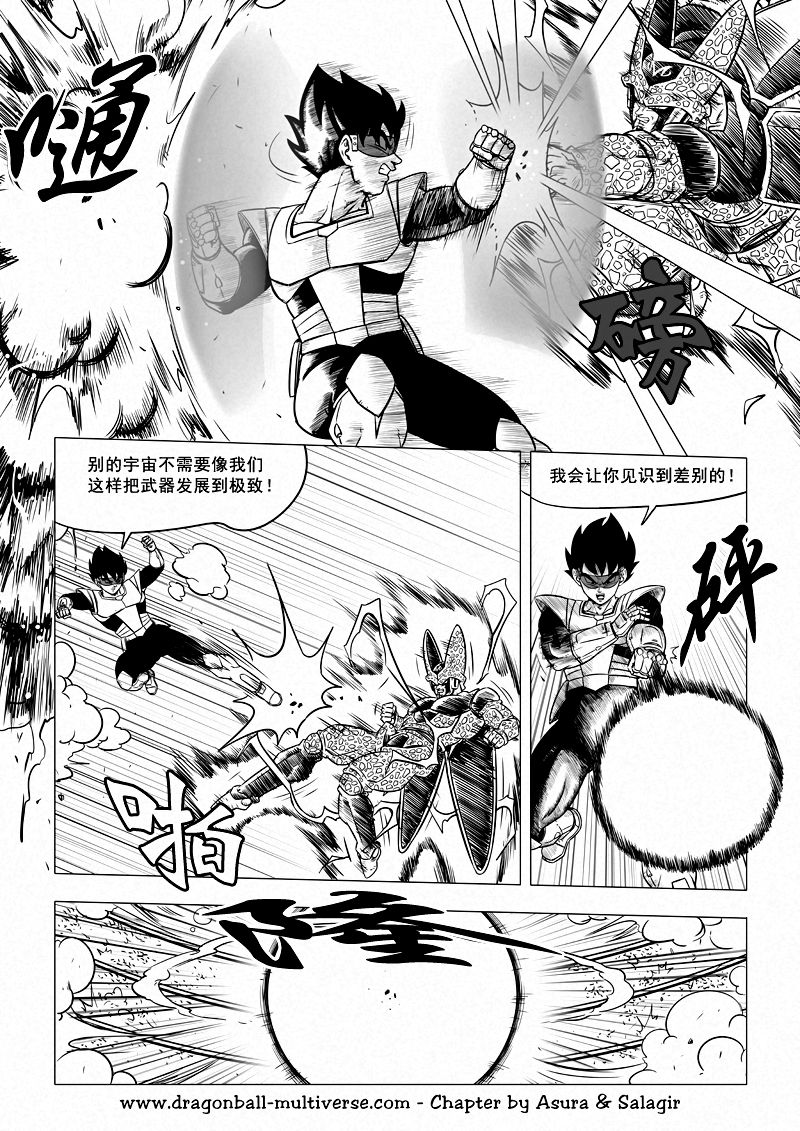 嗵
磅
别的宇宙不需要像我们
这样把武器发展到极致！
我会让你见识到差别的！
砰
啪
隆
www.dragonball-multiverse.com - Chapter by Asura & Salagir